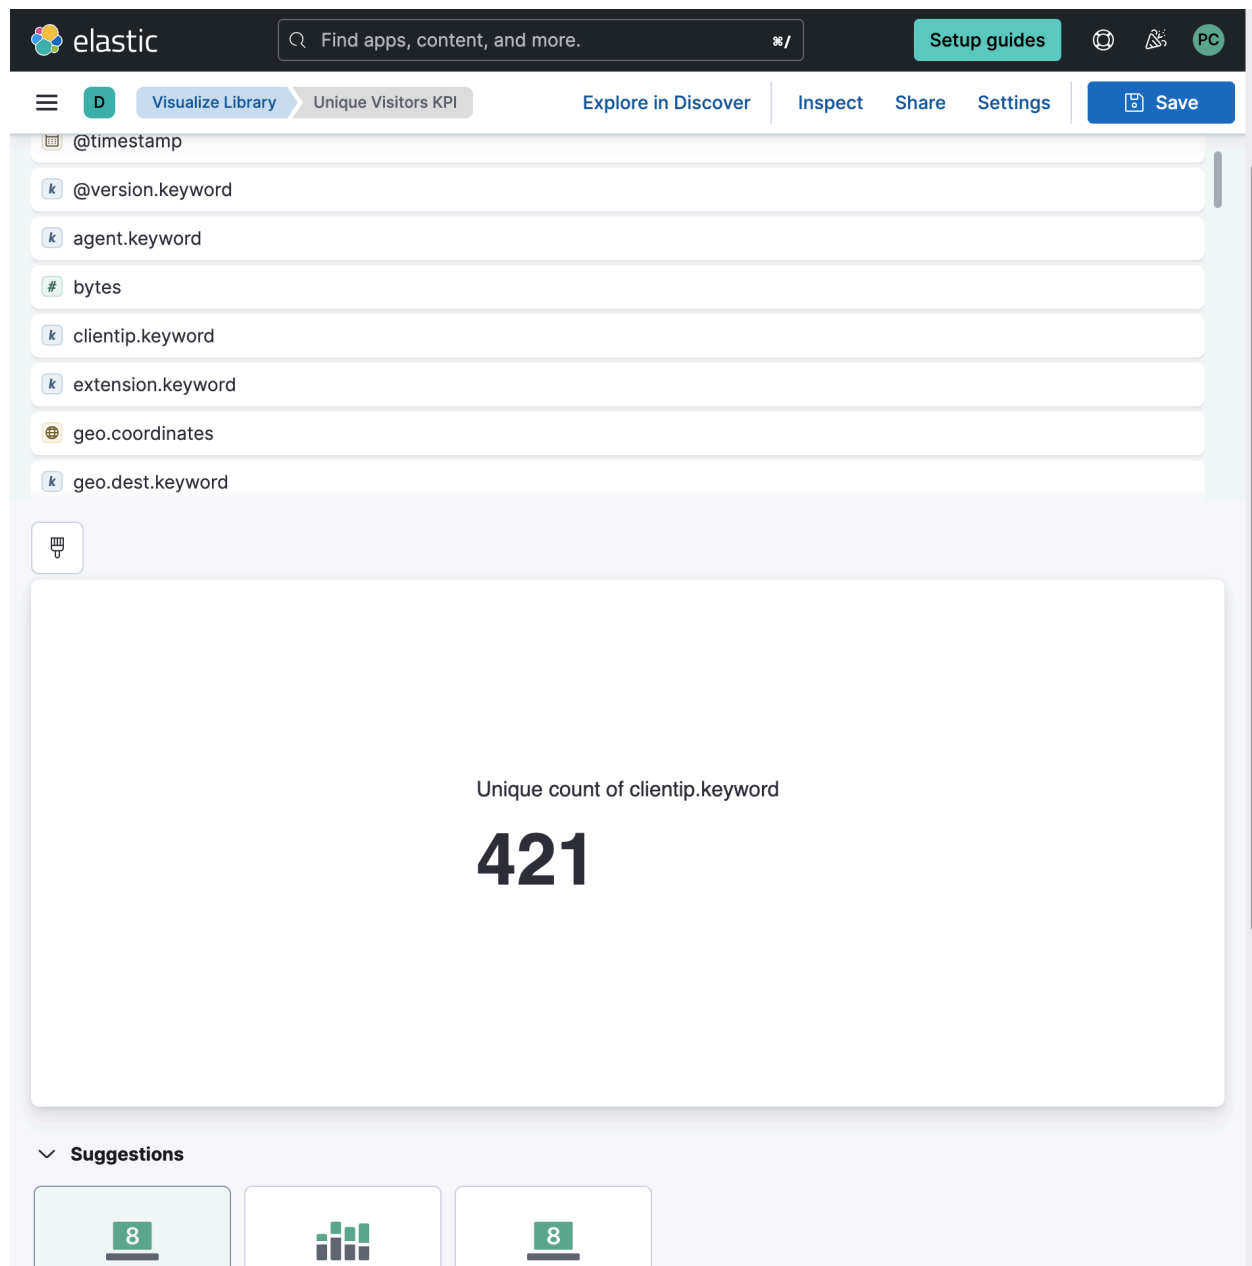 elastic
Find apps, content, and more.
⌘/
Setup guides
PC
D
Visualize Library
Unique Visitors KPI
Explore in Discover
Inspect
Share
Settings
Save
@timestamp
k @version.keyword
k agent.keyword
# bytes
k clientip.keyword
k extension.keyword
geo.coordinates
k geo.dest.keyword
Unique count of clientip.keyword
421
Suggestions
8
8